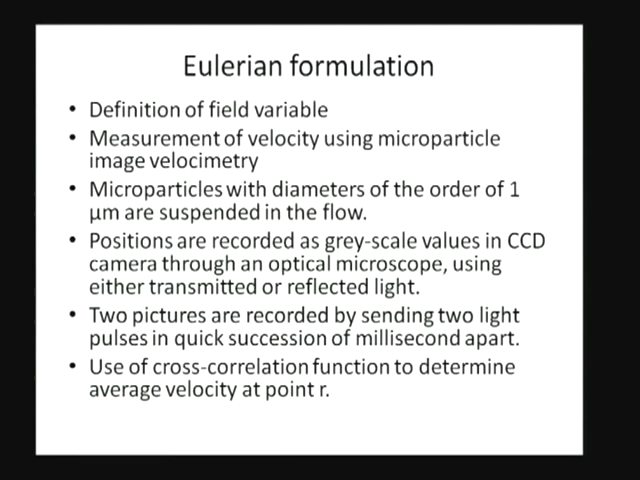 Eulerian formulation
• Definition of field variable
• Measurement of velocity using microparticle
image velocimetry
• Microparticles with diameters of the order of 1
µm are suspended in the flow.
• Positions are recorded as grey-scale values in CCD
camera through an optical microscope, using
either transmitted or reflected light.
• Two pictures are recorded by sending two light
pulses in quick succession of millisecond apart.
• Use of cross-correlation function to determine
average velocity at point r.